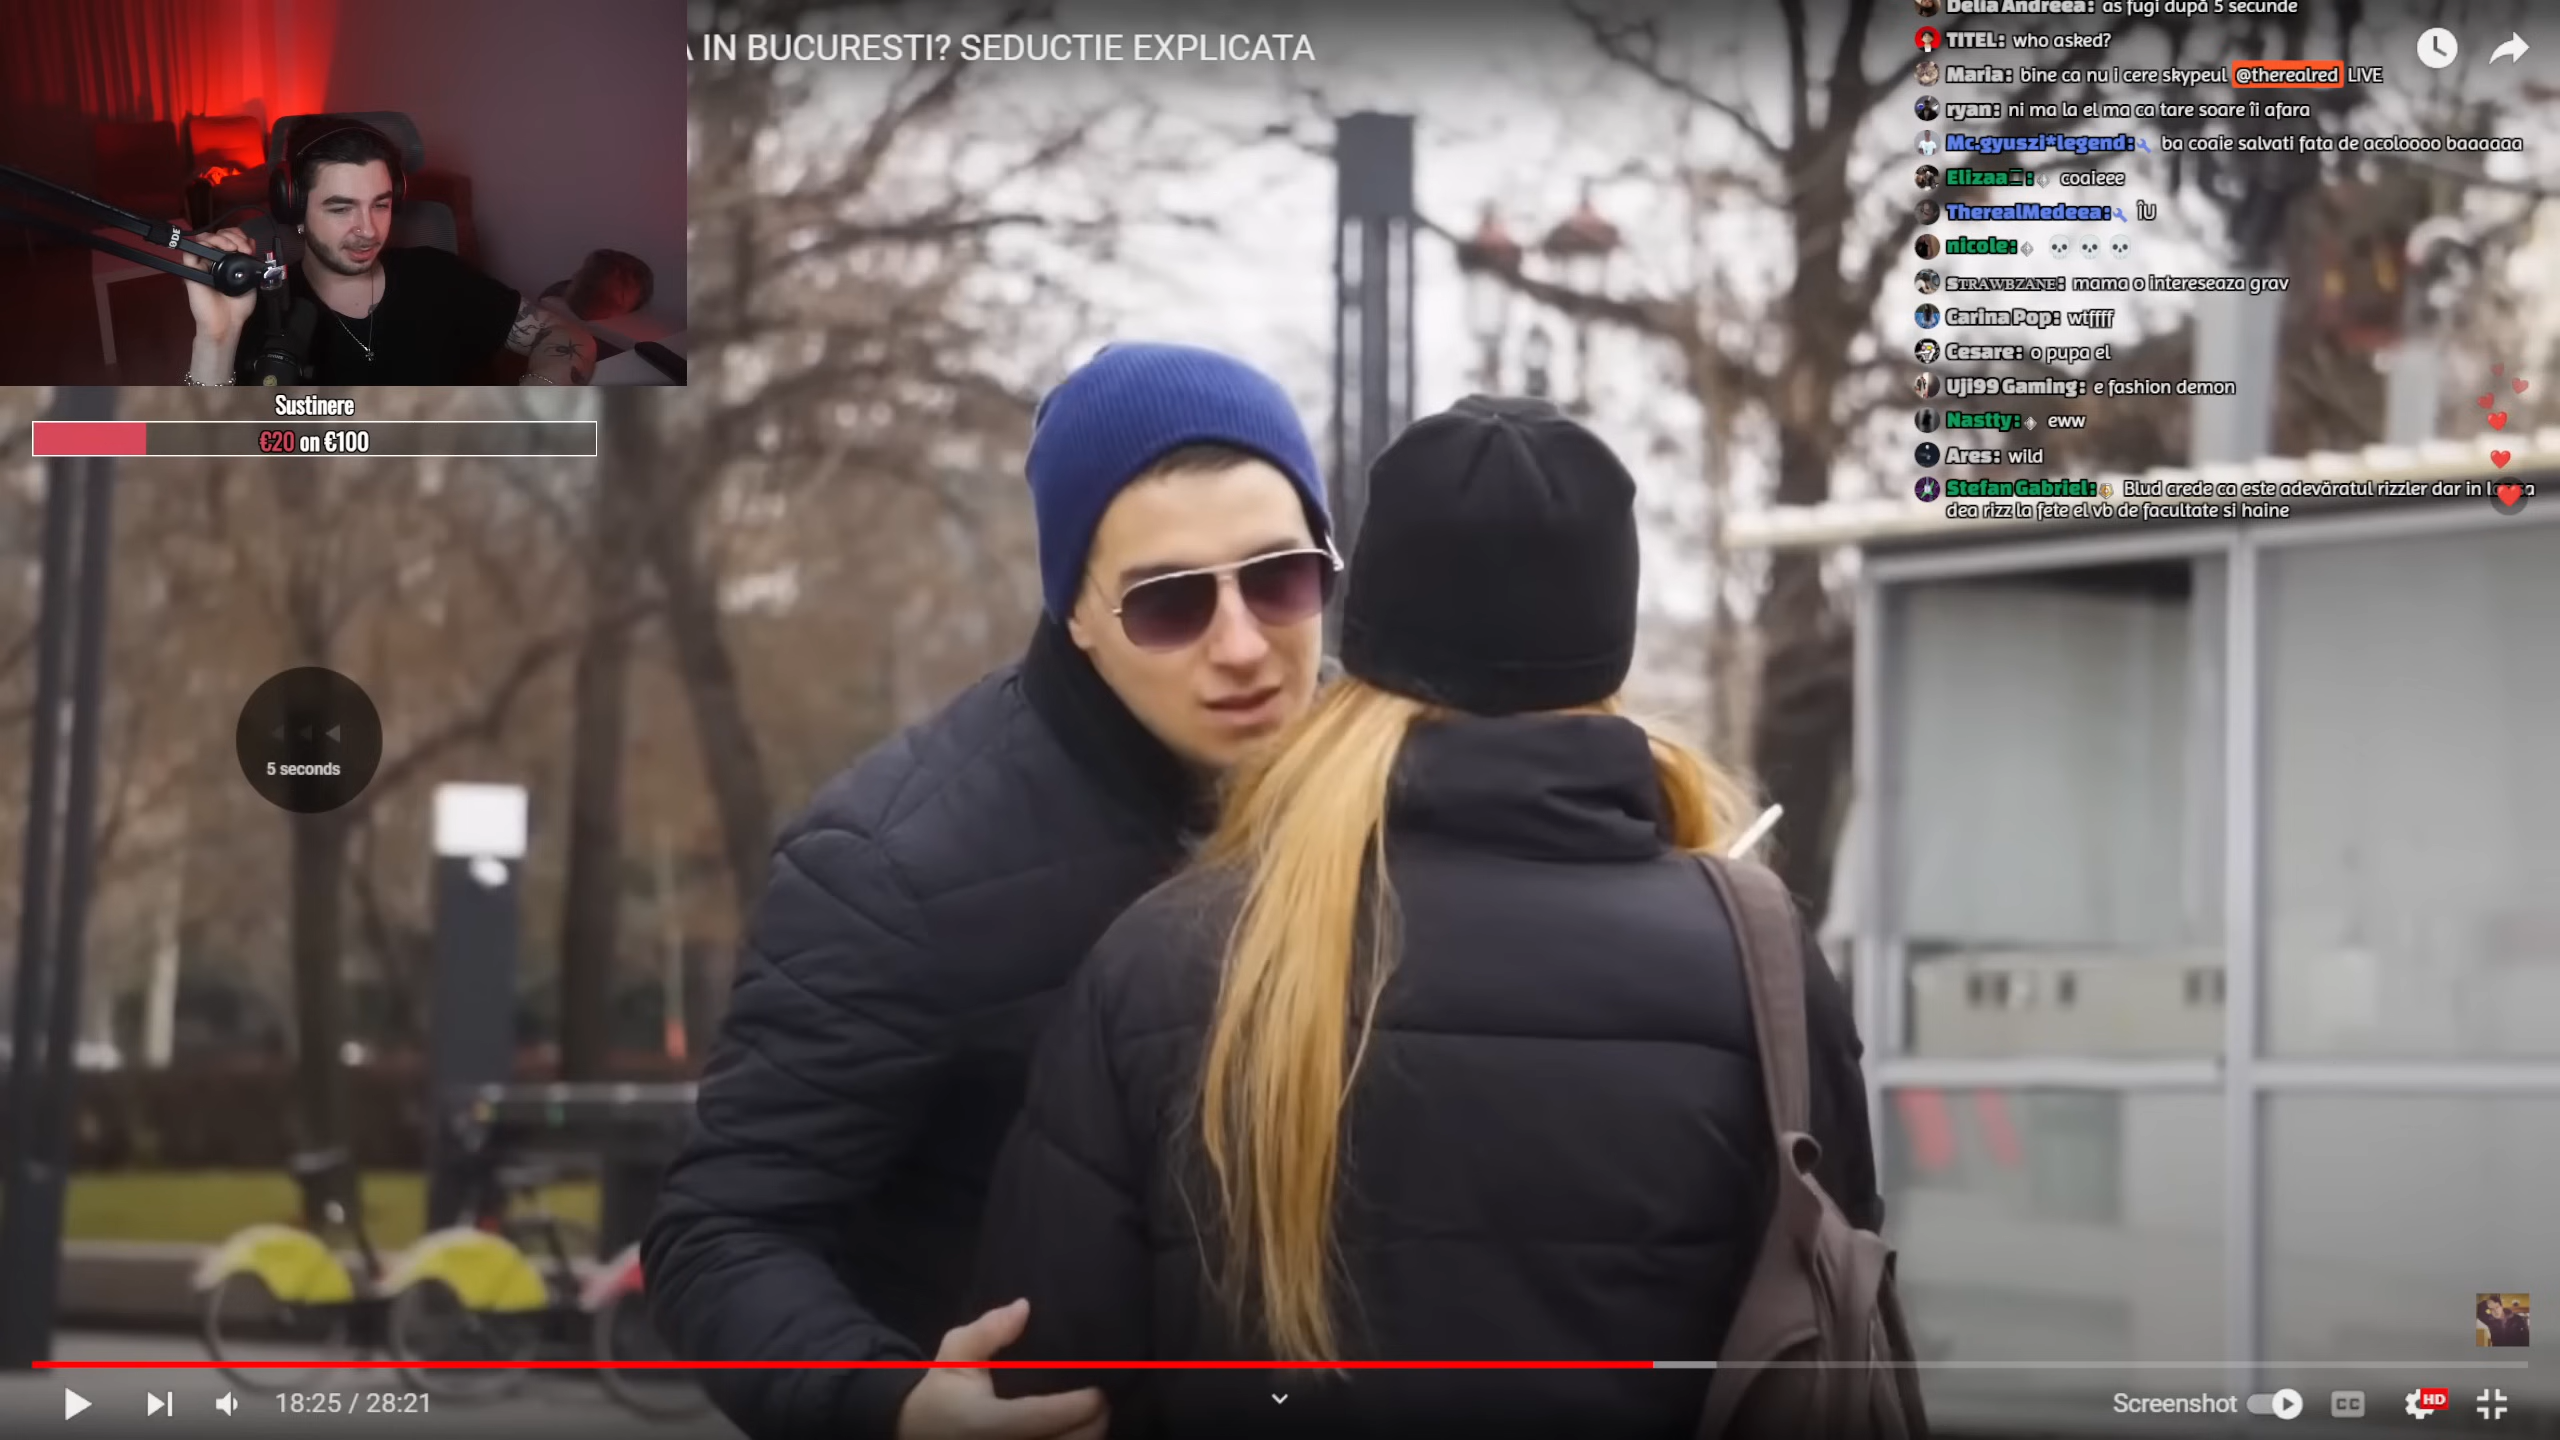 IN BUCURESTI? SEDUCTIE EXPLICATA
Delia Andreea: as fugi după 5 secunde
TITEL: who asked?
Maria: bine ca nu i cere skypeul @therealred LIVE
ryan: ni ma la el ma ca tare soare îi afara
Mc.gyuszi*legend: ba coaie salvati fata de acoloooo baaaaaa
Elizaa: coaieee
TherealMedeea: ÎU
nicole: 💀 💀 💀
STRAWBZANE: mama o intereseaza grav
Carina Pop: wtffff
Cesare: o pupa el
Uji99 Gaming: e fashion demon
Nastty: eww
Ares: wild
Stefan Gabriel: Blud crede ca este adevăratul rizzler dar in
dea rizz la fete el vb de facultate si haine
RODE
Sustinere
€20 on €100
5 seconds
18:25 / 28:21
Screenshot
CC
HD